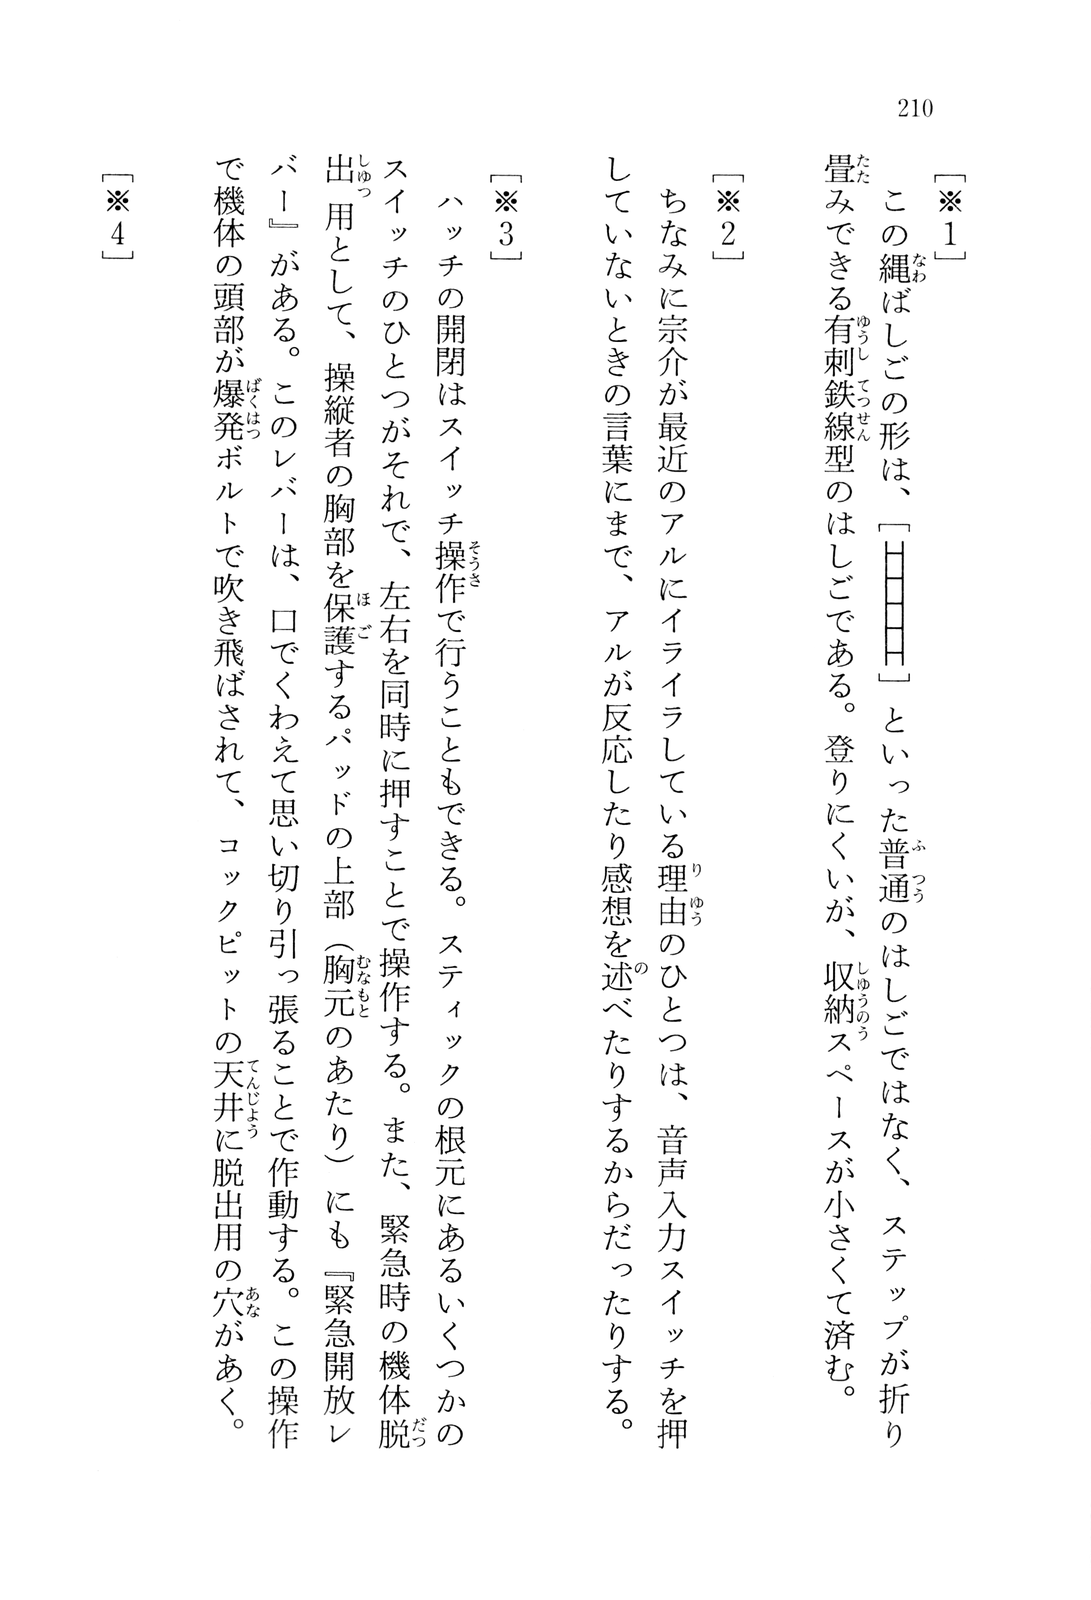 210
[※1]
　この縄ばしごの形は、[　　　]といった普通のはしごではなく、ステップが折り
畳みできる有刺鉄線型のはしごである。登りにくいが、収納スペースが小さくて済む。
[※2]
　ちなみに宗介が最近のアルにイライラしている理由のひとつは、音声入力スイッチを押
していないときの言葉にまで、アルが反応したり感想を述べたりするからだったりする。
[※3]
　ハッチの開閉はスイッチ操作で行うこともできる。スティックの根元にあるいくつかの
スイッチのひとつがそれで、左右を同時に押すことで操作する。また、緊急時の機体脱
出用として、操縦者の胸部を保護するパッドの上部（胸元のあたり）にも『緊急開放レ
バー』がある。このレバーは、口でくわえて思い切り引っ張ることで作動する。この操作
で機体の頭部が爆発ボルトで吹き飛ばされて、コックピットの天井に脱出用の穴があく。
[※4]